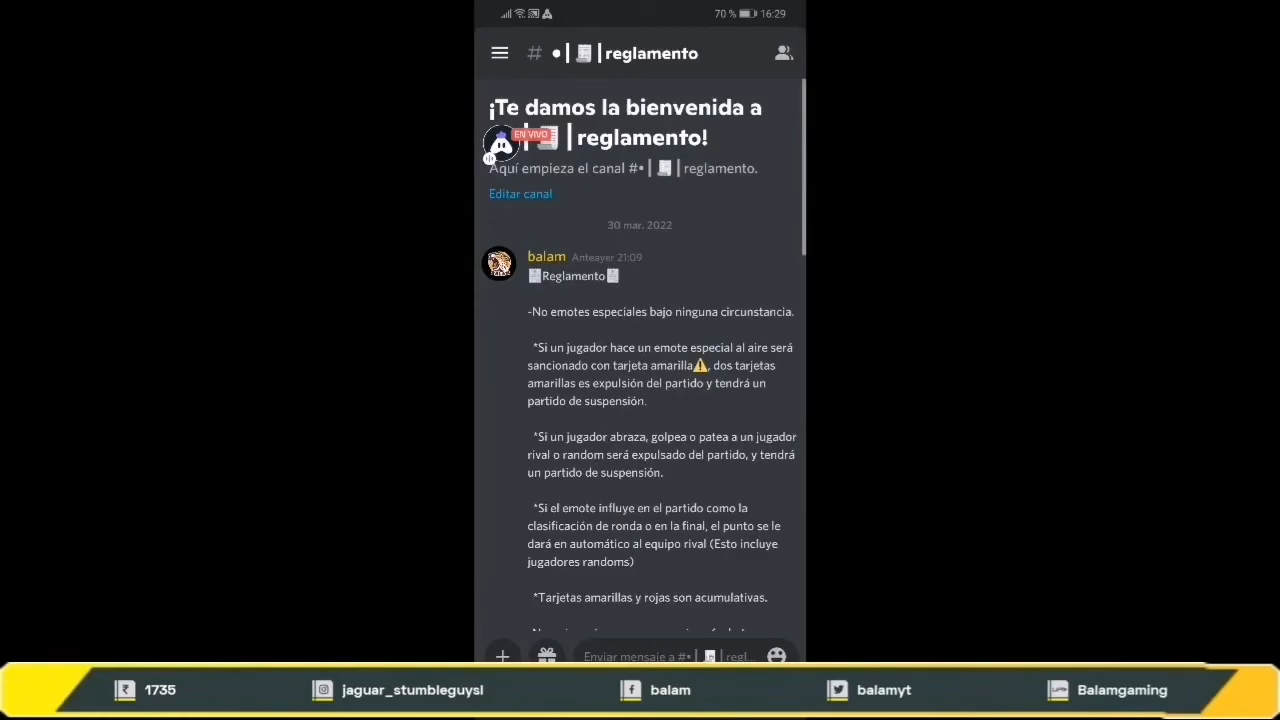 70 % 16:29
# •| |reglamento
¡Te damos la bienvenida a
| |reglamento!
EN VIVO
Aquí empieza el canal #•| |reglamento.
Editar canal
30 mar. 2022
balam Anteayer 21:09
Reglamento
-No emotes especiales bajo ninguna circunstancia.
*Si un jugador hace un emote especial al aire será
sancionado con tarjeta amarilla⚠️, dos tarjetas
amarillas es expulsión del partido y tendrá un
partido de suspensión.
*Si un jugador abraza, golpea o patea a un jugador
rival o random será expulsado del partido, y tendrá
un partido de suspensión.
*Si el emote influye en el partido como la
clasificación de ronda o en la final, el punto se le
dará en automático al equipo rival (Esto incluye
jugadores randoms)
*Tarjetas amarillas y rojas son acumulativas.
Enviar mensaje a #•| |regl...
1735
jaguar_stumbleguysl
balam
balamyt
Balamgaming